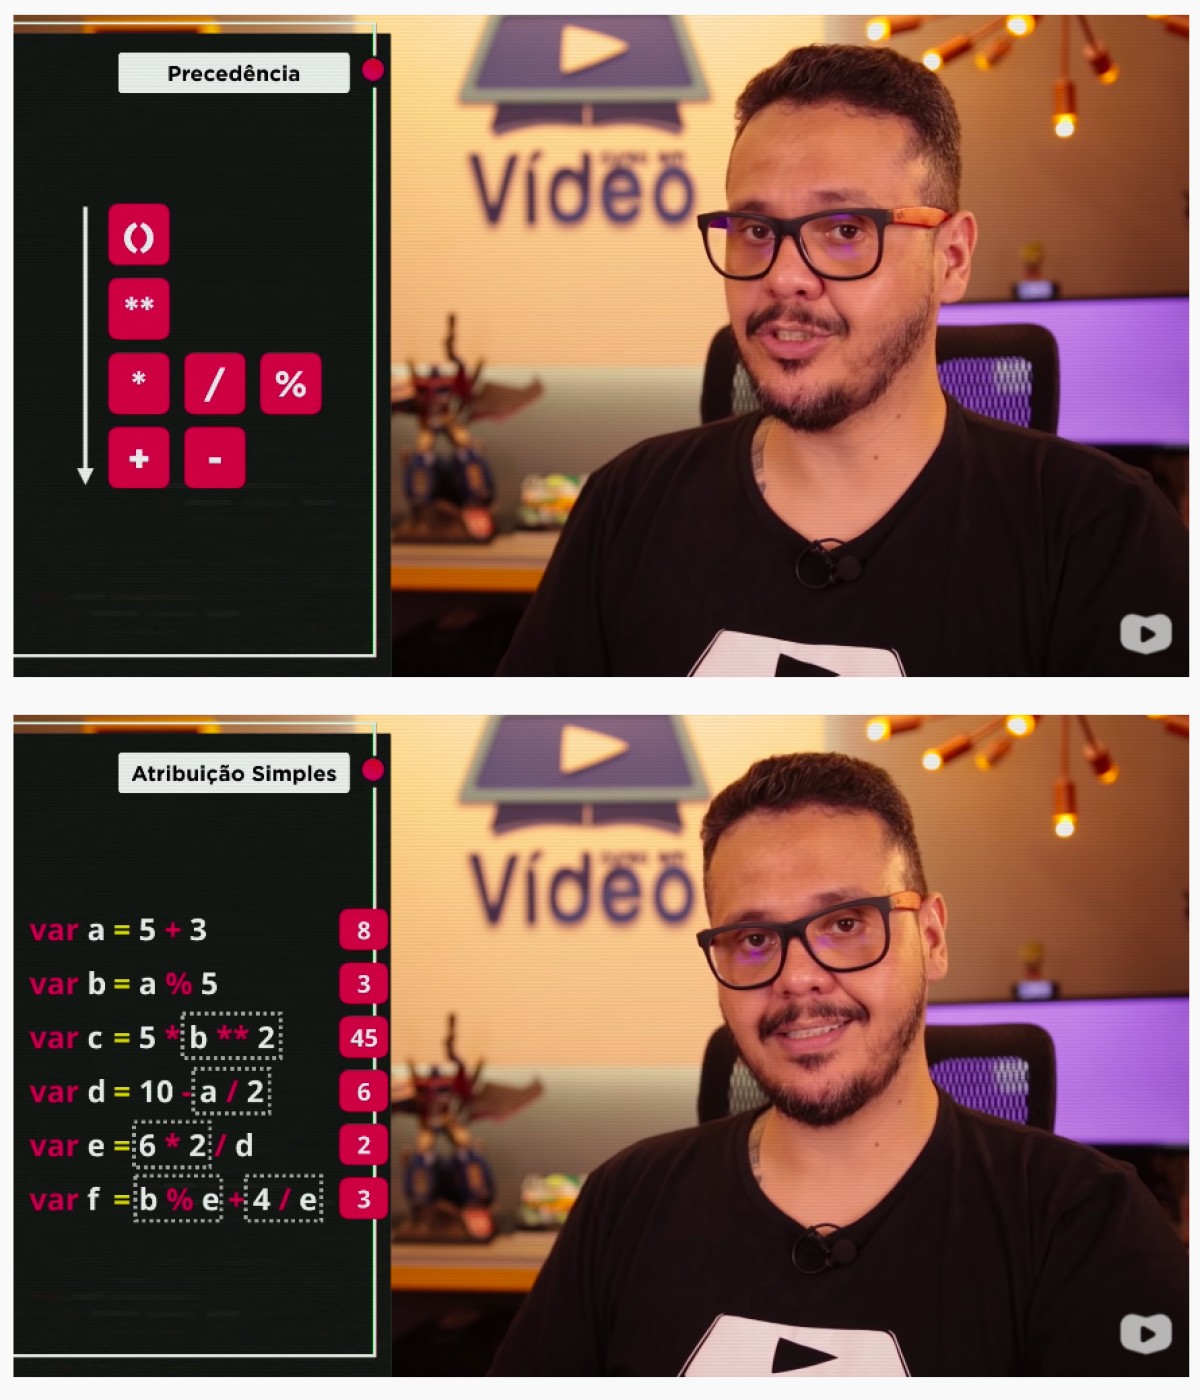 Precedência
()
**
* / %
+ -
Vídeo
Atribuição Simples
var a = 5 + 3 8
var b = a % 5 3
var c = 5 * b ** 2 45
var d = 10 - a / 2 6
var e = 6 * 2 / d 2
var f = b % e + 4 / e 3
Vídeo